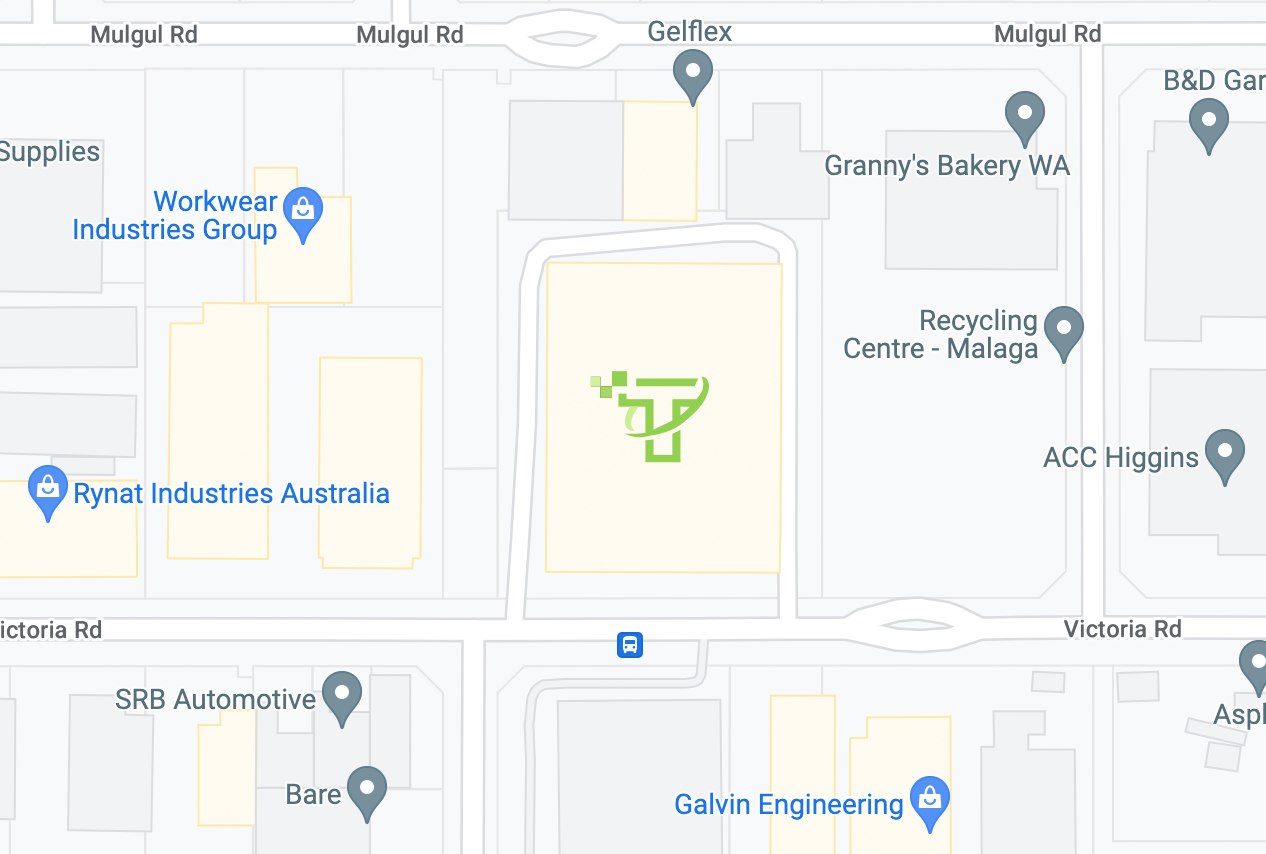 Mulgul Rd
Mulgul Rd
Gelflex
Mulgul Rd
B&D Gar
Supplies
Granny's Bakery WA
Workwear
Industries Group
Recycling
Centre - Malaga
T
ACC Higgins
Rynat Industries Australia
ictoria Rd
Victoria Rd
SRB Automotive
Aspl
Bare
Galvin Engineering